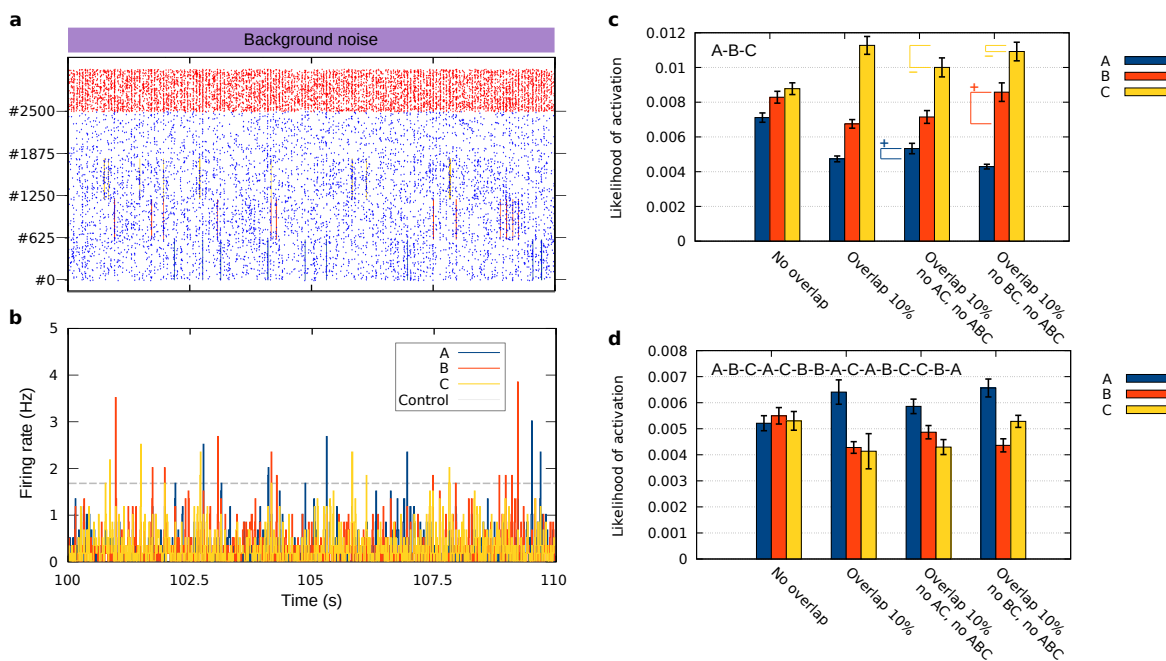 a
Background noise
#2500
#1875
#1250
#625
#0
b
5
4
3
2
1
0
Firing rate (Hz)
A
B
C
Control
100
102.5
105
107.5
110
Time (s)
c
0.012
0.01
0.008
0.006
0.004
0.002
0
Likelihood of activation
A-B-C
+
−
+
−
A
B
C
No overlap
Overlap 10%
Overlap 10%
no AC, no ABC
Overlap 10%
no BC, no ABC
d
0.008
0.007
0.006
0.005
0.004
0.003
0.002
0.001
0
Likelihood of activation
A-B-C-A-C-B-B-A-C-A-B-C-C-B-A
A
B
C
No overlap
Overlap 10%
Overlap 10%
no AC, no ABC
Overlap 10%
no BC, no ABC